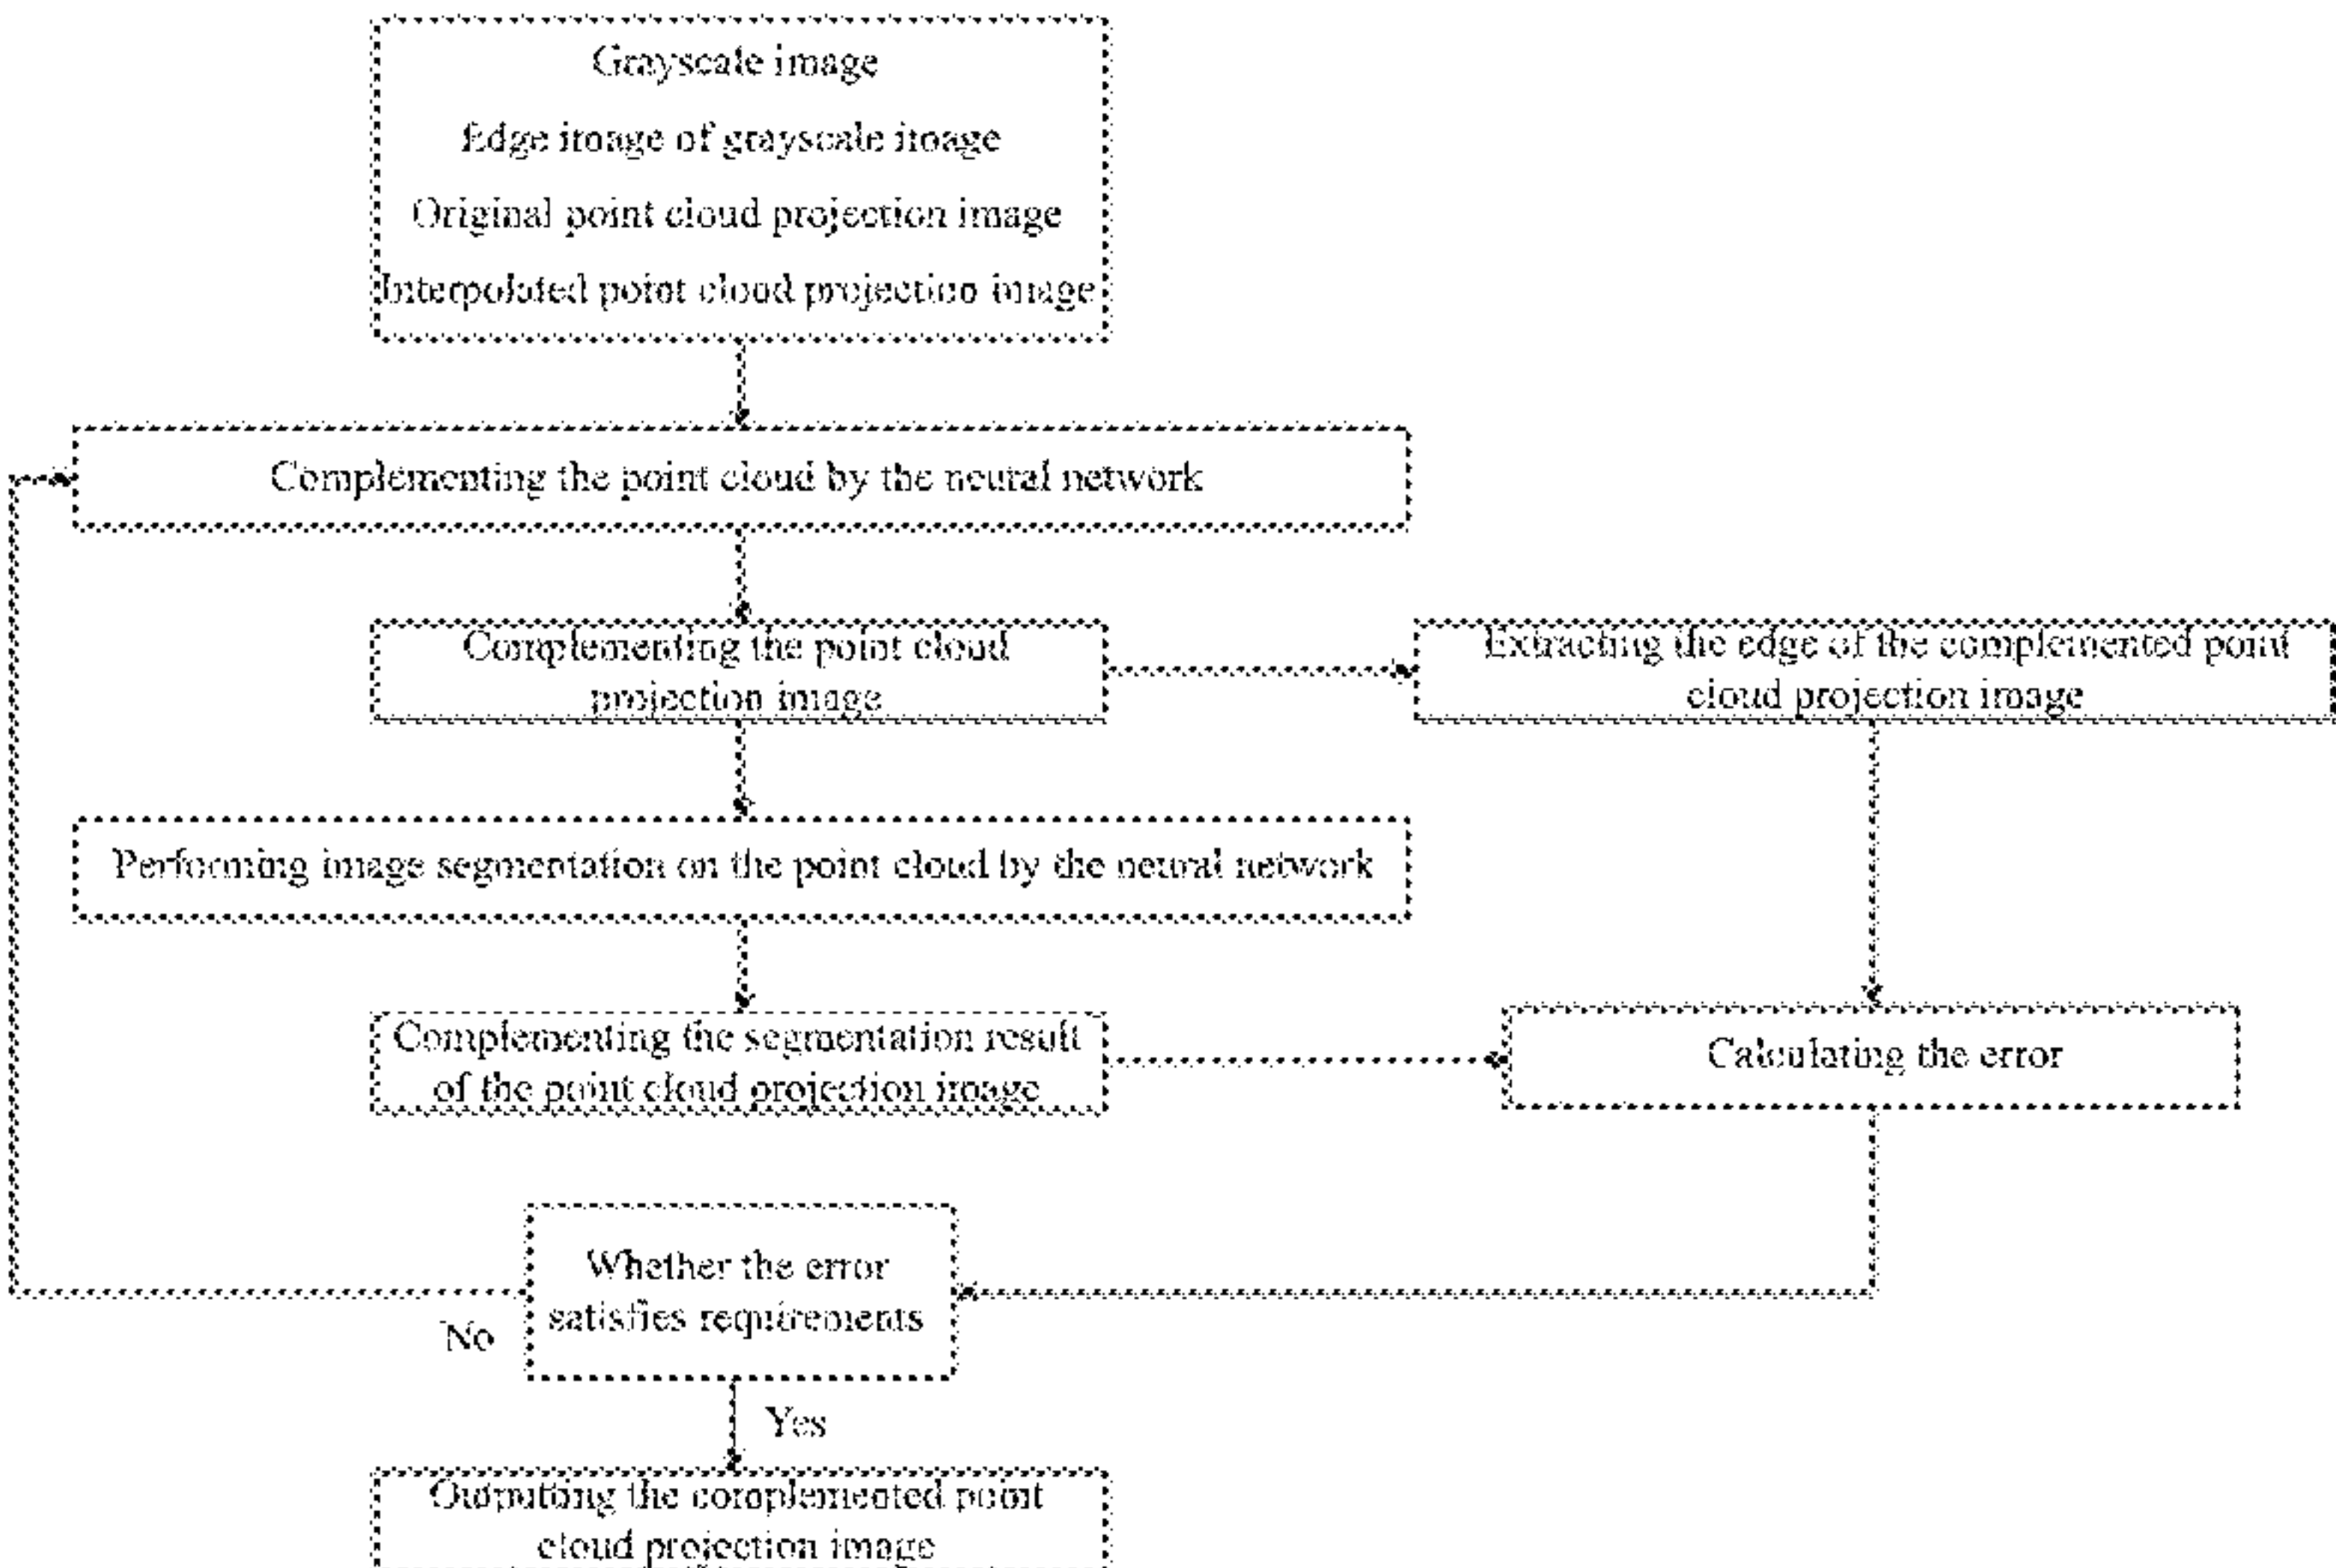 Grayscale image
Edge image of grayscale image
Original point cloud projection image
Interpolated point cloud projection image
Complementing the point cloud by the neural network
Complementing the point cloud
projection image
Extracting the edge of the complemented point
cloud projection image
Performing image segmentation on the point cloud by the neural network
Complementing the segmentation result
of the point cloud projection image
Calculating the error
Whether the error
satisfies requirements
No
Yes
Outputting the complemented point
cloud projection image